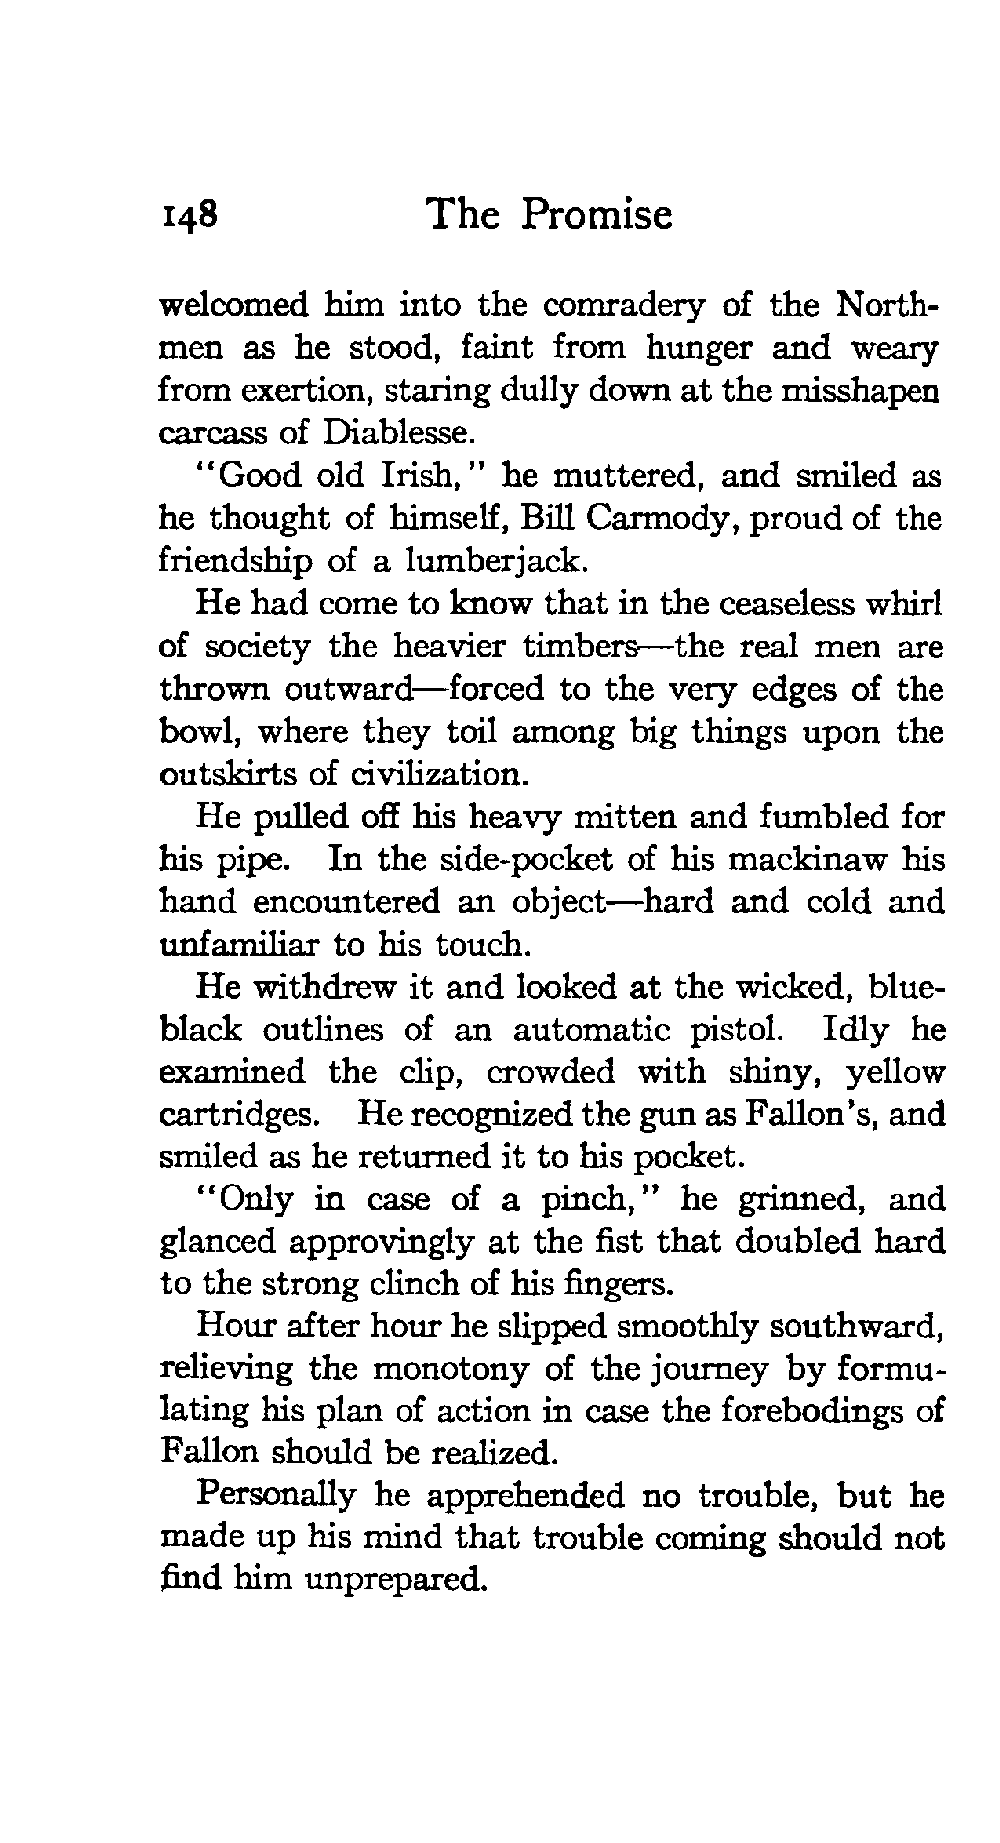 148 The Promise
welcomed him into the comradery of the North-
men as he stood, faint from hunger and weary
from exertion, staring dully down at the misshapen
carcass of Diablesse.
"Good old Irish," he muttered, and smiled as
he thought of himself, Bill Carmody, proud of the
friendship of a lumberjack.
He had come to know that in the ceaseless whirl
of society the heavier timbers—the real men are
thrown outward—forced to the very edges of the
bowl, where they toil among big things upon the
outskirts of civilization.
He pulled off his heavy mitten and fumbled for
his pipe. In the side-pocket of his mackinaw his
hand encountered an object—hard and cold and
unfamiliar to his touch.
He withdrew it and looked at the wicked, blue-
black outlines of an automatic pistol. Idly he
examined the clip, crowded with shiny, yellow
cartridges. He recognized the gun as Fallon's, and
smiled as he returned it to his pocket.
"Only in case of a pinch," he grinned, and
glanced approvingly at the fist that doubled hard
to the strong clinch of his fingers.
Hour after hour he slipped smoothly southward,
relieving the monotony of the journey by formu-
lating his plan of action in case the forebodings of
Fallon should be realized.
Personally he apprehended no trouble, but he
made up his mind that trouble coming should not
find him unprepared.